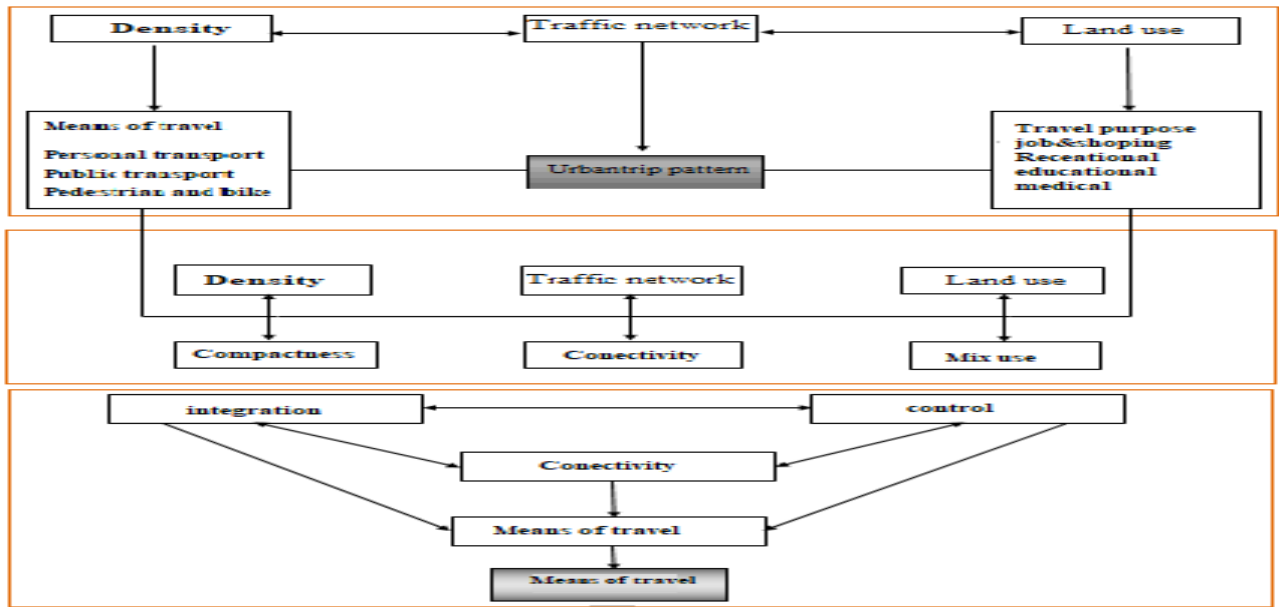 Density
Traffic network
Land use
Means of travel
Personal transport
Public transport
Pedestrian and bike
Urbantrip pattern
Travel purpose
job&shoping
Receational
educational
medical
Density
Traffic network
Land use
Compactness
Conectivity
Mix use
integration
control
Conectivity
Means of travel
Means of travel